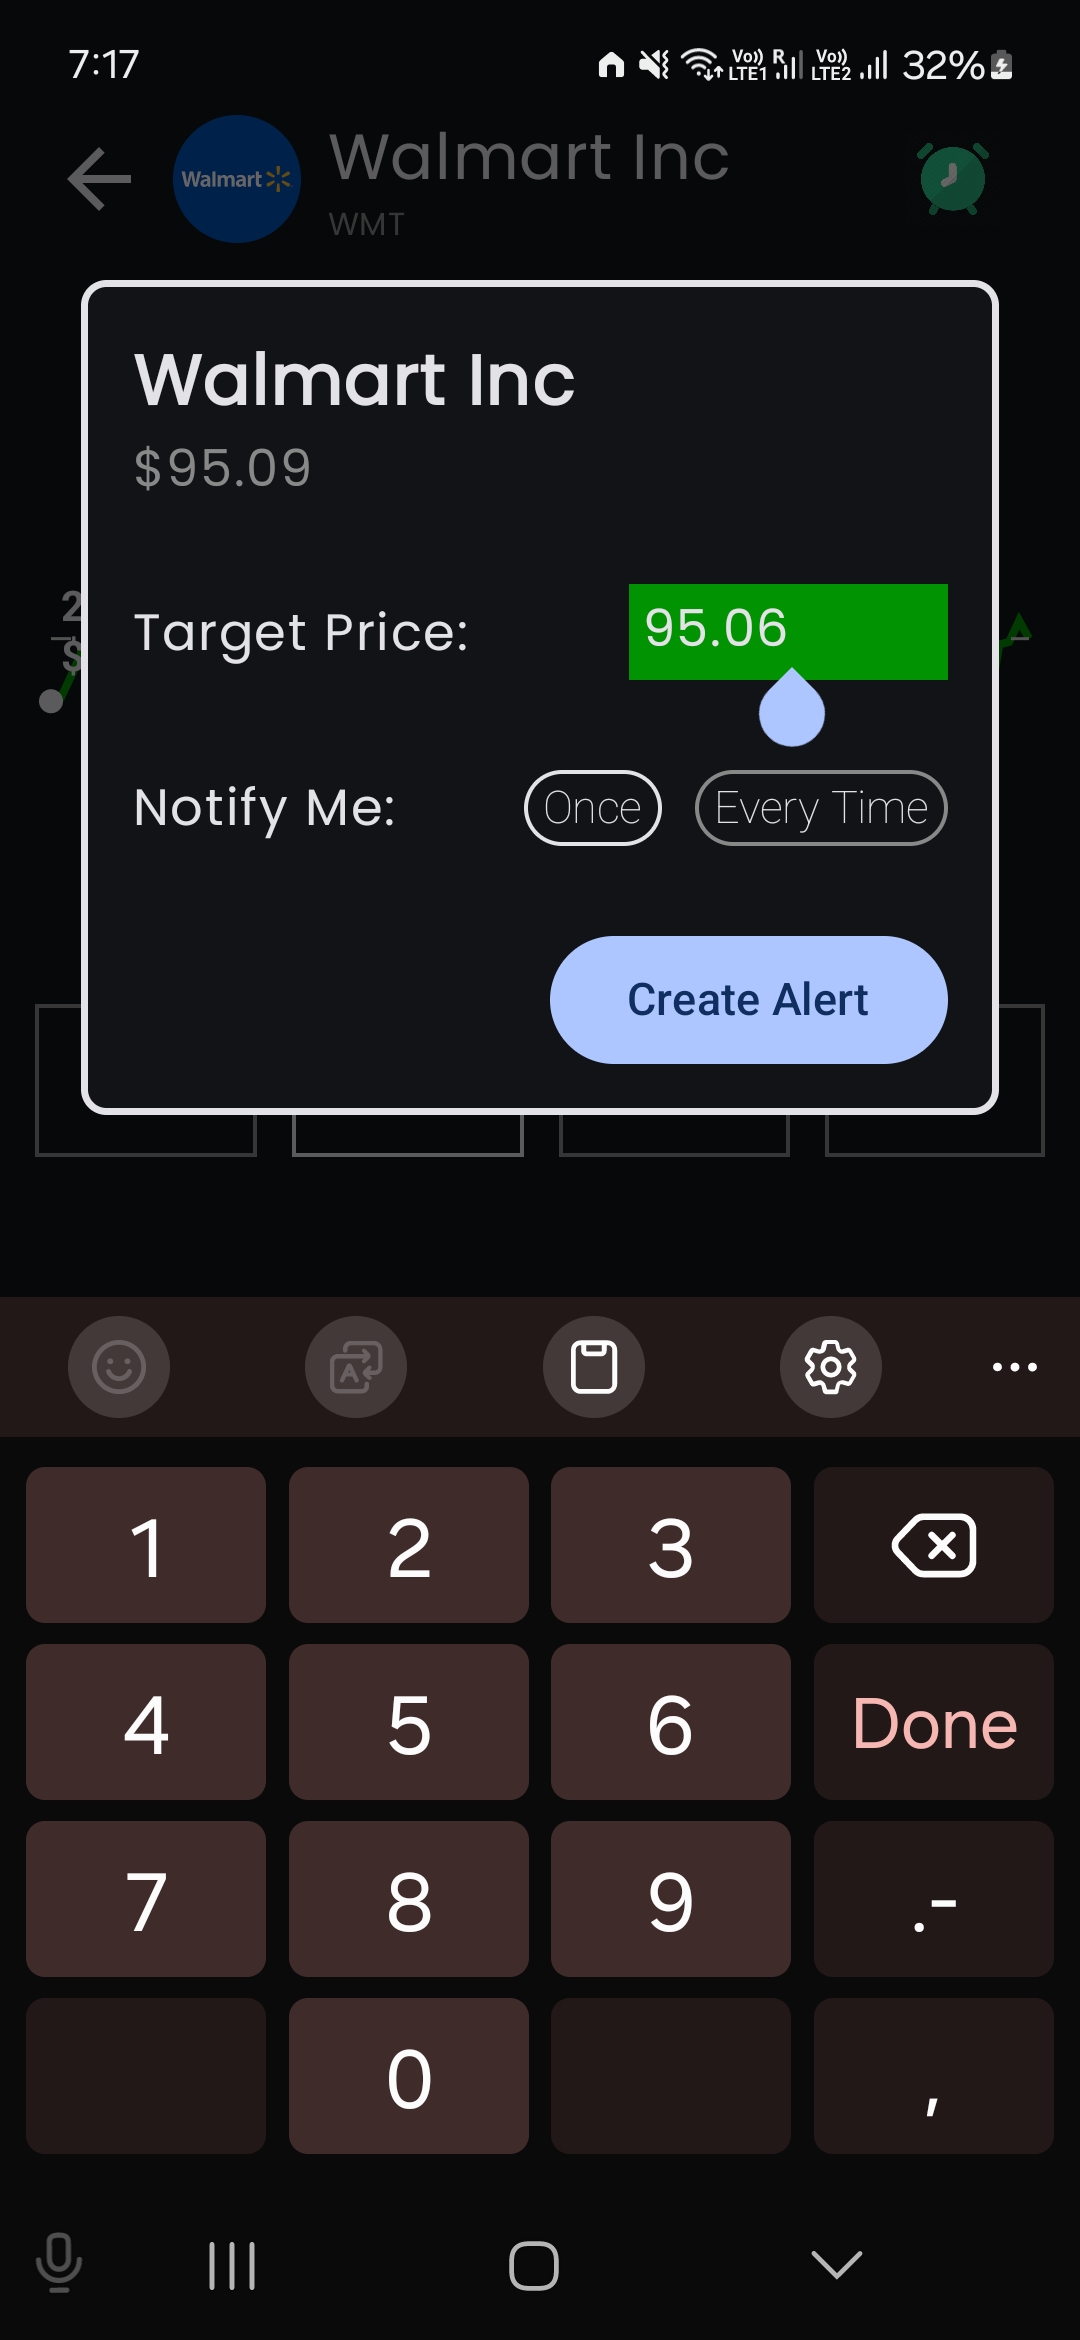 7:17
Vo)) LTE1 R Vo)) LTE2 32%
Walmart
Walmart Inc
WMT
Walmart Inc
$95.09
2
$
Target Price: 95.06
Notify Me: Once Every Time
Create Alert
A
1 2 3
4 5 6 Done
7 8 9 .-
0 ,